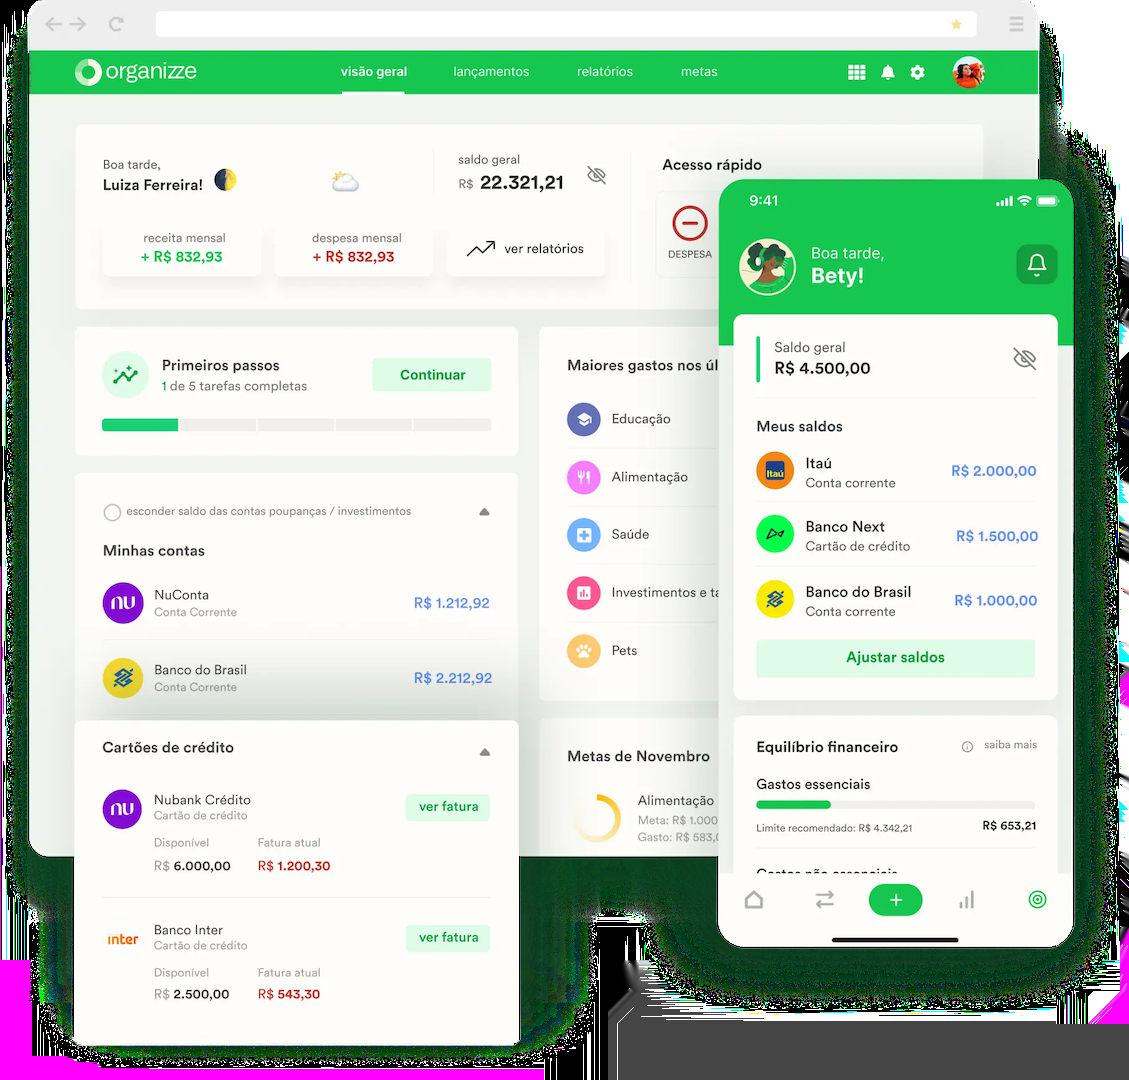 organizze
visão geral
lançamentos
relatórios
metas
Boa tarde,
Luiza Ferreira!
saldo geral
R$ 22.321,21
receita mensal
+ R$ 832,93
despesa mensal
+ R$ 832,93
ver relatórios
Acesso rápido
DESPESA
Primeiros passos
1 de 5 tarefas completas
Continuar
esconder saldo das contas poupanças / investimentos
Minhas contas
NuConta
Conta Corrente
R$ 1.212,92
Banco do Brasil
Conta Corrente
R$ 2.212,92
Cartões de crédito
nu
Nubank Crédito
Cartão de crédito
ver fatura
Disponível
Fatura atual
R$ 6.000,00
R$ 1.200,30
inter
Banco Inter
Cartão de crédito
ver fatura
Disponível
Fatura atual
R$ 2.500,00
R$ 543,30
Maiores gastos nos úl
Educação
Alimentação
Saúde
Investimentos e ta
Pets
Metas de Novembro
Alimentação
Meta: R$ 1.000
Gasto: R$ 583,0
9:41
Boa tarde,
Bety!
Saldo geral
R$ 4.500,00
Meus saldos
Itaú
Itaú
Conta corrente
R$ 2.000,00
Banco Next
Cartão de crédito
R$ 1.500,00
Banco do Brasil
Conta corrente
R$ 1.000,00
Ajustar saldos
Equilíbrio financeiro
saiba mais
Gastos essenciais
Limite recomendado: R$ 4.342,21
R$ 653,21
Gastos não essenciais